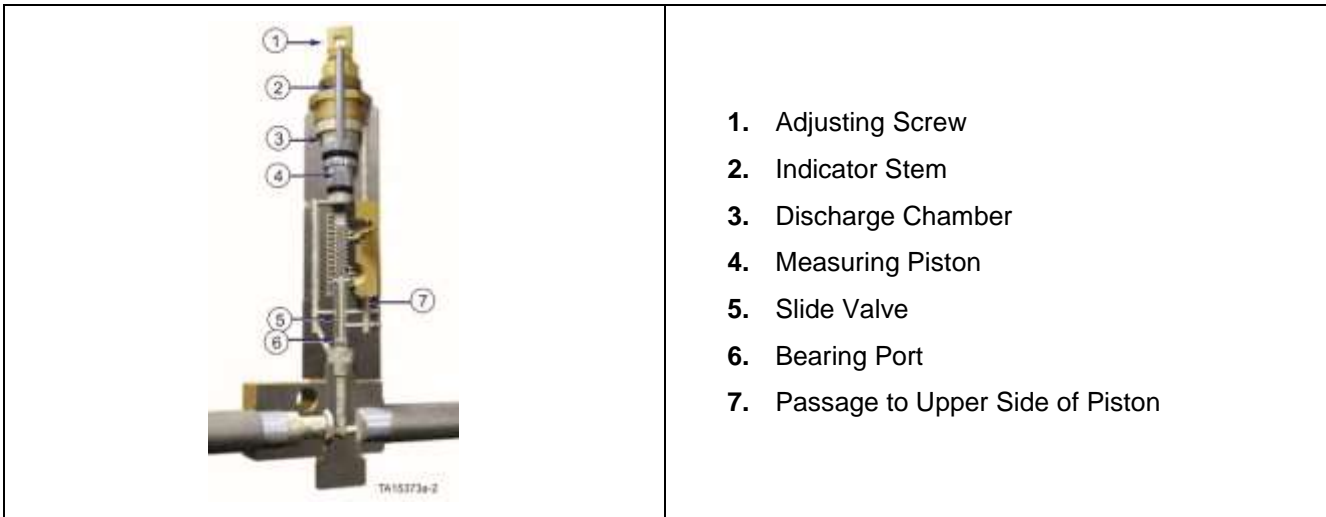 1
2
3
4
7
5
6
TA15373a-2
1. Adjusting Screw
2. Indicator Stem
3. Discharge Chamber
4. Measuring Piston
5. Slide Valve
6. Bearing Port
7. Passage to Upper Side of Piston